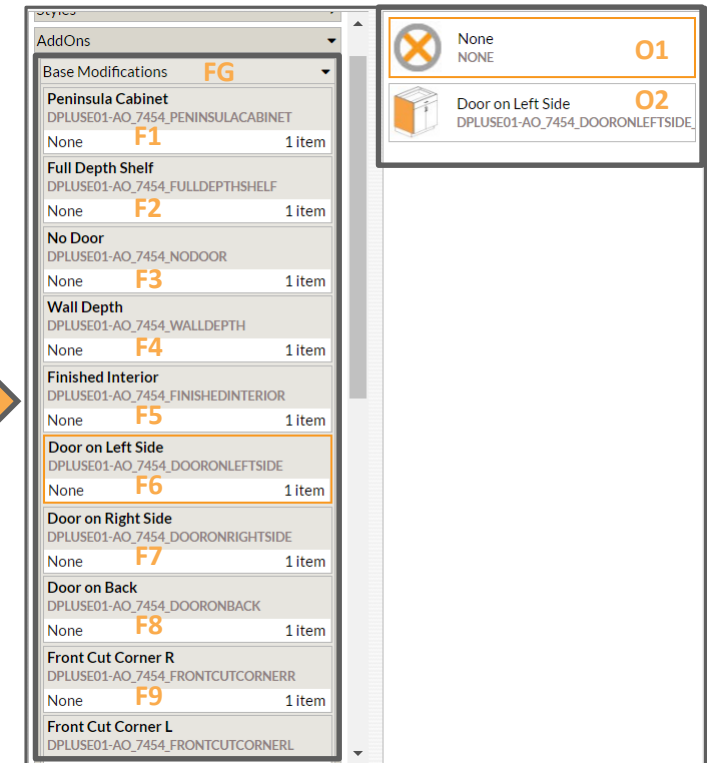 Styles
AddOns
Base Modifications FG
Peninsula Cabinet
DPLUSE01-AO_7454_PENINSULACABINET
None F1 1 item
Full Depth Shelf
DPLUSE01-AO_7454_FULLDEPTHSHELF
None F2 1 item
No Door
DPLUSE01-AO_7454_NODOOR
None F3 1 item
Wall Depth
DPLUSE01-AO_7454_WALLDEPTH
None F4 1 item
Finished Interior
DPLUSE01-AO_7454_FINISHEDINTERIOR
None F5 1 item
Door on Left Side
DPLUSE01-AO_7454_DOORONLEFTSIDE
None F6 1 item
Door on Right Side
DPLUSE01-AO_7454_DOORONRIGHTSIDE
None F7 1 item
Door on Back
DPLUSE01-AO_7454_DOORONBACK
None F8 1 item
Front Cut Corner R
DPLUSE01-AO_7454_FRONTCUTCORNERR
None F9 1 item
Front Cut Corner L
DPLUSE01-AO_7454_FRONTCUTCORNERL
None O1
NONE
Door on Left Side O2
DPLUSE01-AO_7454_DOORONLEFTSIDE_